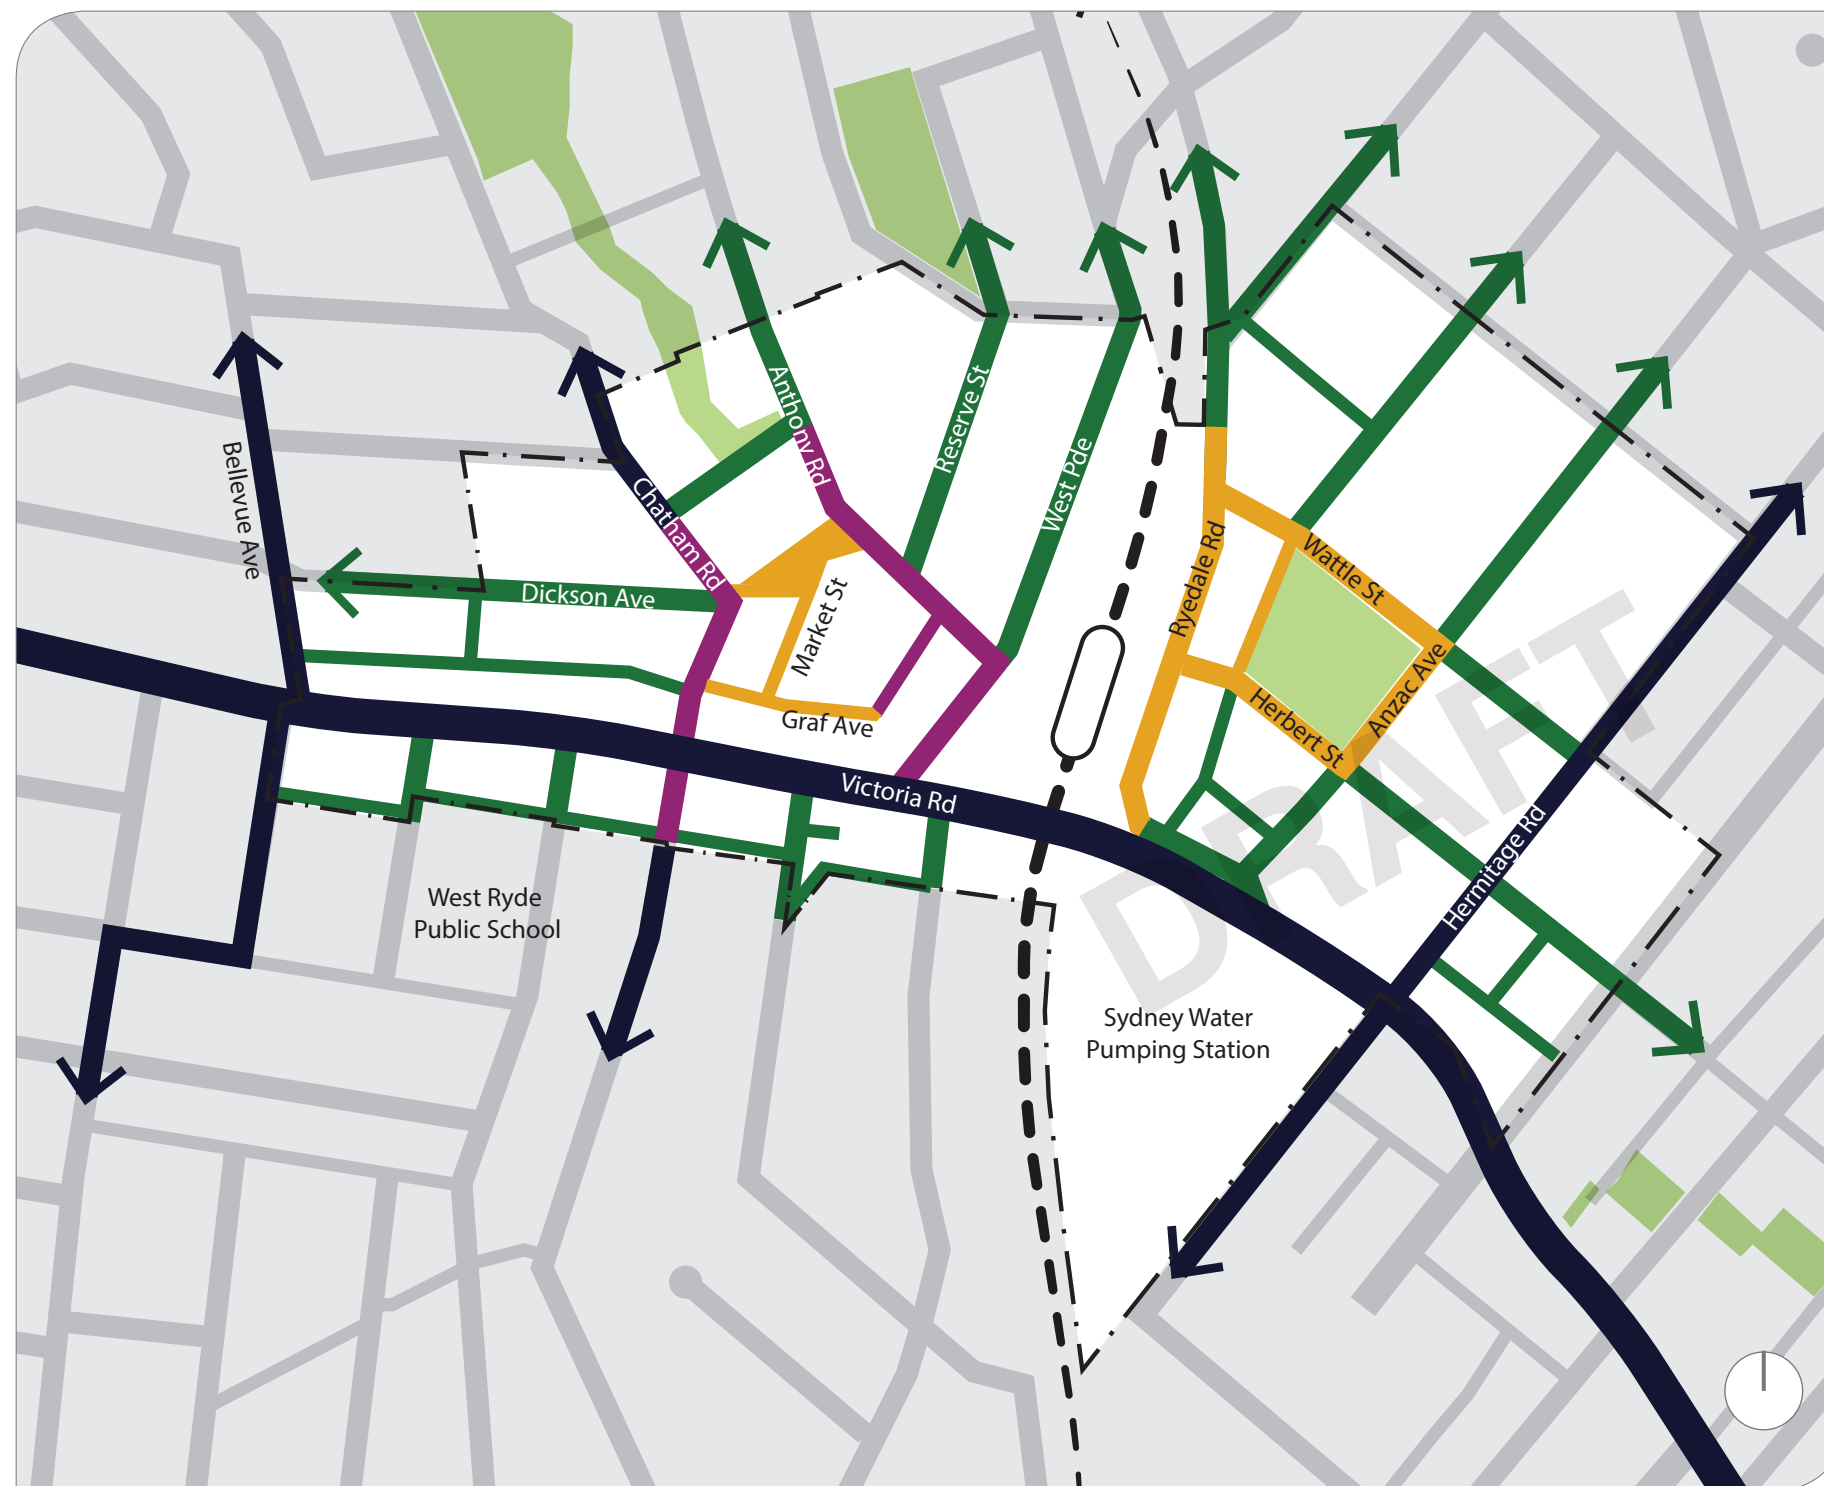 Bellevue Ave
Chatham Rd
Anthony Rd
Reserve St
West Pde
Dickson Ave
Market St
Graf Ave
Ryedale Rd
Wattle St
Anzac Ave
Herbert St
Victoria Rd
Hermitage Rd
DRAFT
West Ryde
Public School
Sydney Water
Pumping Station